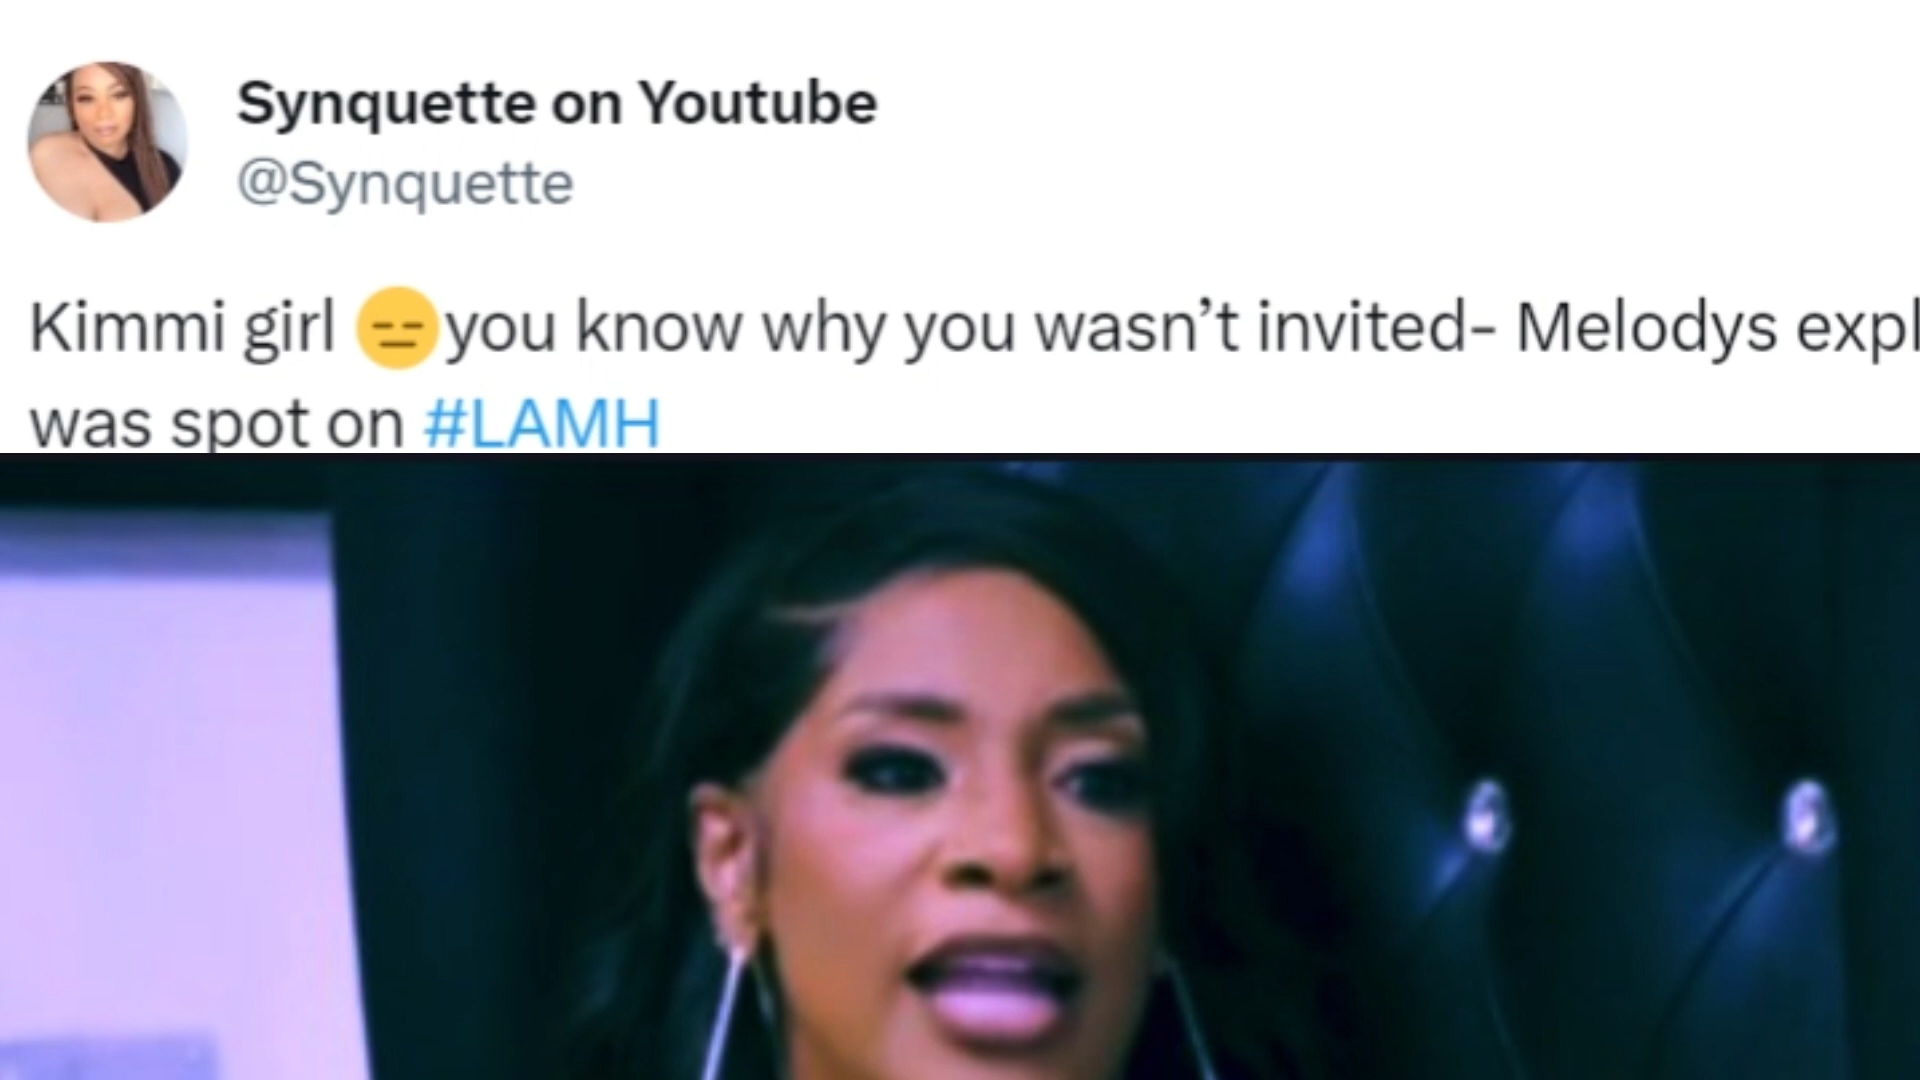 Synquette on Youtube
@Synquette
Kimmi girl 😑you know why you wasn’t invited- Melodys expl
was spot on #LAMH